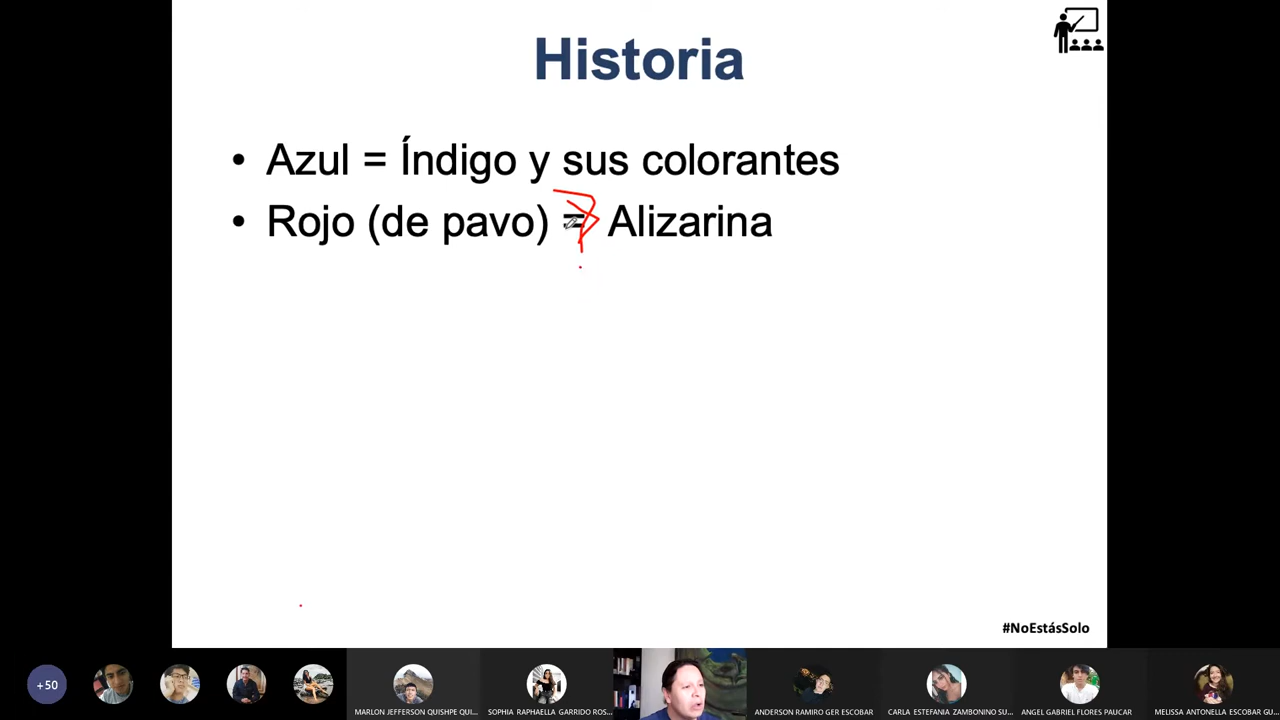 Historia
• Azul = Índigo y sus colorantes
• Rojo (de pavo) = Alizarina
#NoEstásSolo
+50
MARLON JEFFERSON QUISHPE QUI...
SOPHIA RAPHAELLA GARRIDO ROS...
ANDERSON RAMIRO GER ESCOBAR
CARLA ESTEFANIA ZAMBONINO SU...
ANGEL GABRIEL FLORES PAUCAR
MELISSA ANTONELLA ESCOBAR GU...